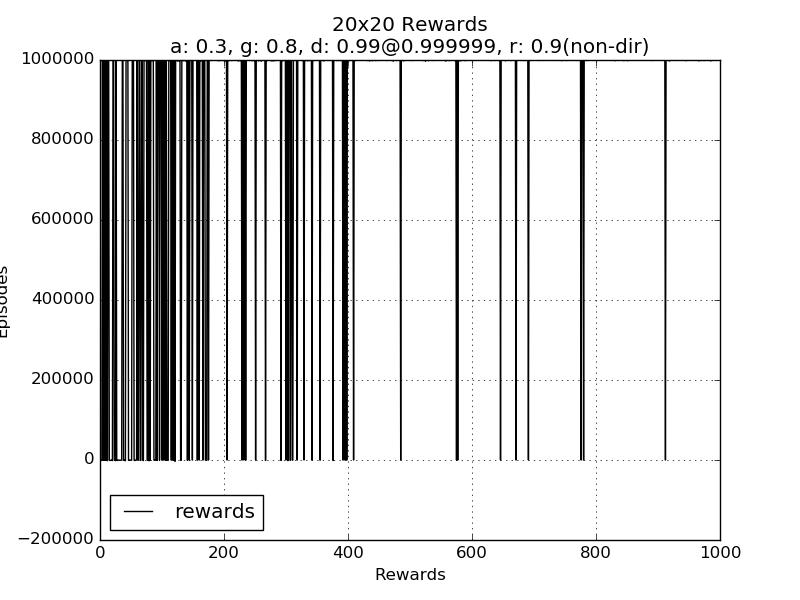 20x20 Rewards
a: 0.3, g: 0.8, d: 0.99@0.999999, r: 0.9(non-dir)
1000000
800000
600000
400000
200000
0
−200000
Episodes
rewards
0 200 400 600 800 1000
Rewards